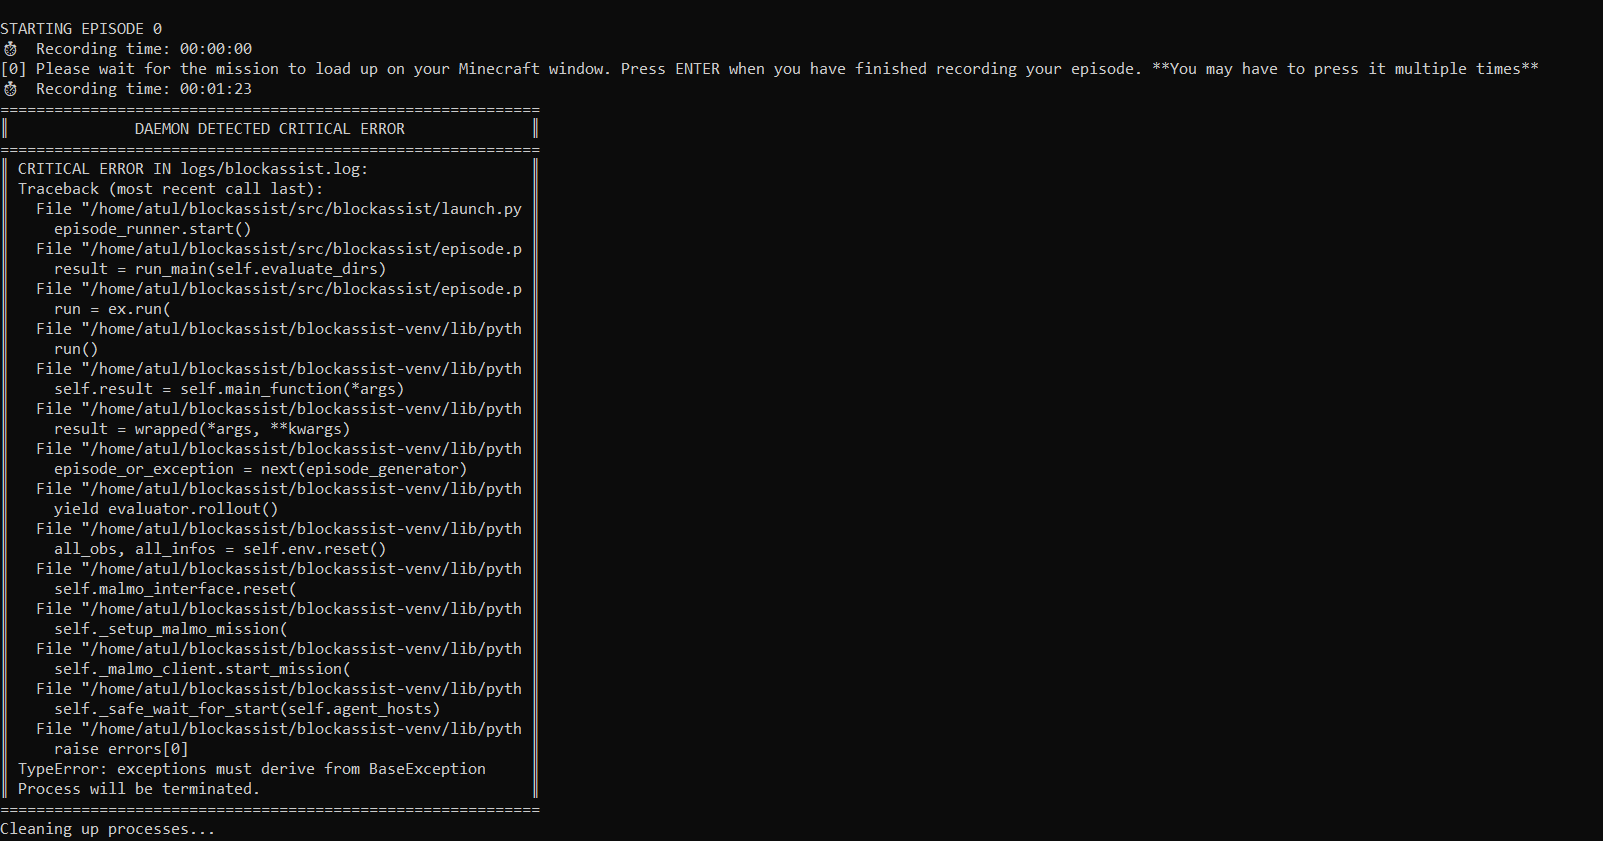 STARTING EPISODE 0
⏱ Recording time: 00:00:00
[0] Please wait for the mission to load up on your Minecraft window. Press ENTER when you have finished recording your episode. **You may have to press it multiple times**
⏱ Recording time: 00:01:23
============================================================
║ DAEMON DETECTED CRITICAL ERROR ║
============================================================
║ CRITICAL ERROR IN logs/blockassist.log: ║
║ Traceback (most recent call last): ║
║   File "/home/atul/blockassist/src/blockassist/launch.py ║
║     episode_runner.start() ║
║   File "/home/atul/blockassist/src/blockassist/episode.p ║
║     result = run_main(self.evaluate_dirs) ║
║   File "/home/atul/blockassist/src/blockassist/episode.p ║
║     run = ex.run( ║
║   File "/home/atul/blockassist/blockassist-venv/lib/pyth ║
║     run() ║
║   File "/home/atul/blockassist/blockassist-venv/lib/pyth ║
║     self.result = self.main_function(*args) ║
║   File "/home/atul/blockassist/blockassist-venv/lib/pyth ║
║     result = wrapped(*args, **kwargs) ║
║   File "/home/atul/blockassist/blockassist-venv/lib/pyth ║
║     episode_or_exception = next(episode_generator) ║
║   File "/home/atul/blockassist/blockassist-venv/lib/pyth ║
║     yield evaluator.rollout() ║
║   File "/home/atul/blockassist/blockassist-venv/lib/pyth ║
║     all_obs, all_infos = self.env.reset() ║
║   File "/home/atul/blockassist/blockassist-venv/lib/pyth ║
║     self.malmo_interface.reset( ║
║   File "/home/atul/blockassist/blockassist-venv/lib/pyth ║
║     self._setup_malmo_mission( ║
║   File "/home/atul/blockassist/blockassist-venv/lib/pyth ║
║     self._malmo_client.start_mission( ║
║   File "/home/atul/blockassist/blockassist-venv/lib/pyth ║
║     self._safe_wait_for_start(self.agent_hosts) ║
║   File "/home/atul/blockassist/blockassist-venv/lib/pyth ║
║     raise errors[0] ║
║ TypeError: exceptions must derive from BaseException ║
║ Process will be terminated. ║
============================================================
Cleaning up processes...